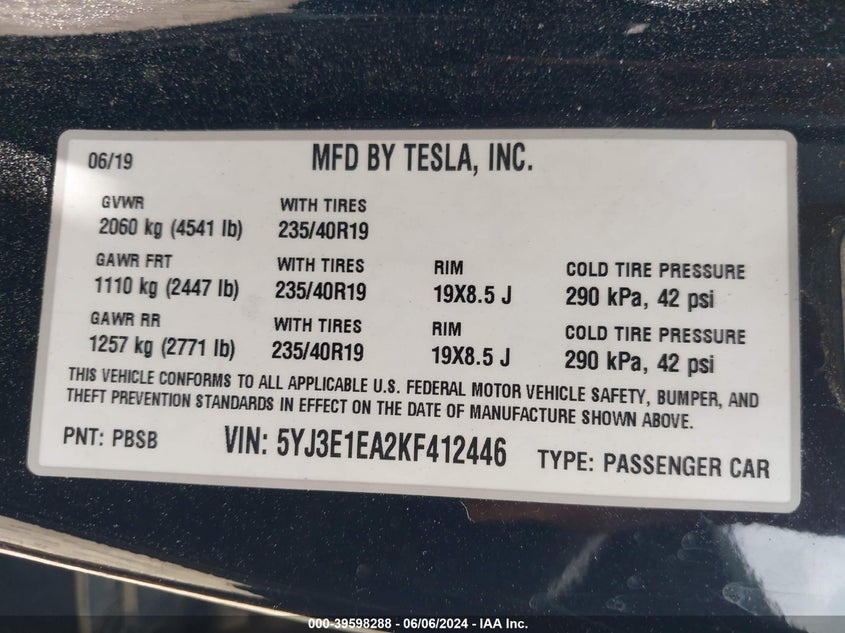 06/19 MFD BY TESLA, INC.
GVWR WITH TIRES
2060 kg (4541 lb) 235/40R19
GAWR FRT WITH TIRES RIM COLD TIRE PRESSURE
1110 kg (2447 lb) 235/40R19 19X8.5 J 290 kPa, 42 psi
GAWR RR WITH TIRES RIM COLD TIRE PRESSURE
1257 kg (2771 lb) 235/40R19 19X8.5 J 290 kPa, 42 psi
THIS VEHICLE CONFORMS TO ALL APPLICABLE U.S. FEDERAL MOTOR VEHICLE SAFETY, BUMPER, AND
THEFT PREVENTION STANDARDS IN EFFECT ON THE DATE OF MANUFACTURE SHOWN ABOVE.
PNT: PBSB VIN: 5YJ3E1EA2KF412446 TYPE: PASSENGER CAR
000-39598288 - 06/06/2024 - IAA Inc.